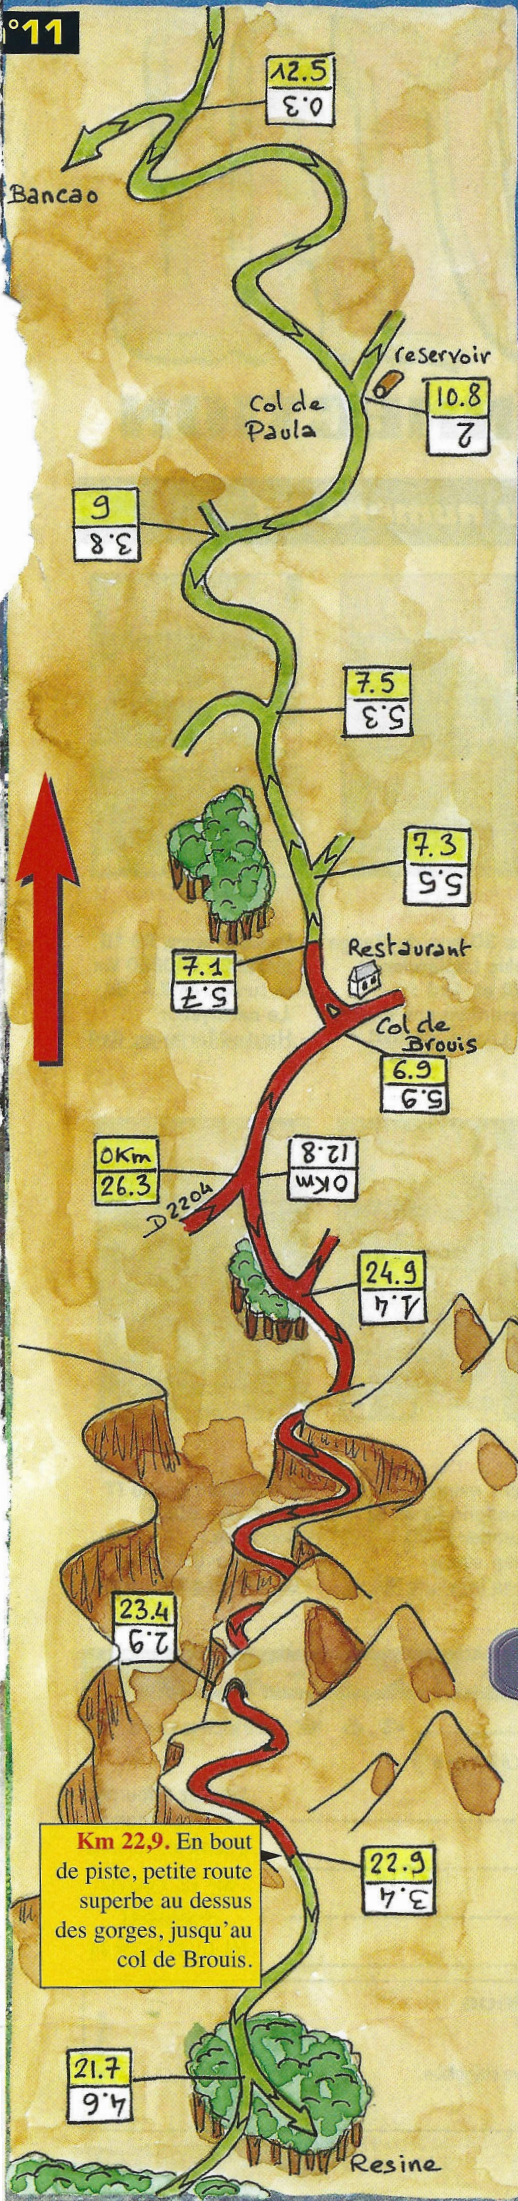 °11
12.5
0.3
Bancao
reservoir
10.8
2
Col de
Paula
9
3.8
7.5
5.3
7.3
5.5
Restaurant
7.1
5.7
Col de
Brouis
6.9
5.9
0Km
26.3
12.8
0Km
D2204
24.9
1.4
23.4
2.9
Km 22,9. En bout
de piste, petite route
superbe au dessus
des gorges, jusqu'au
col de Brouis.
22.9
3.4
21.7
4.6
Resine